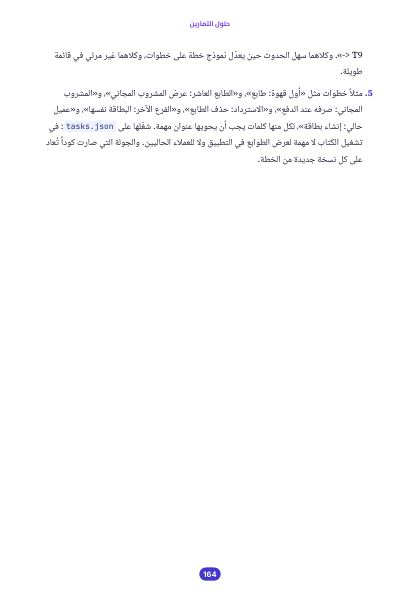 حلول التمارين
T9 <-». وكلاهما سهل الحدوث حين يعدّل نموذج خطة على خطوات، وكلاهما غير مرئي في قائمة
طويلة.
5. مثلاً خطوات مثل «أول قهوة: طابع»، و«الطابع العاشر: عرض المشروب المجاني»، و«المشروب
المجاني: صرفه عند الدفع»، و«الاسترداد: حذف الطابع»، و«الفرع الآخر: البطاقة نفسها»، و«عميل
حالي: إنشاء بطاقة»، لكل منها كلمات يجب أن يحويها عنوان مهمة. شغّلها على tasks.json: في
تشغيل الكتاب لا مهمة لعرض الطوابع في التطبيق ولا للعملاء الحاليين. والجولة التي صارت كوداً تُعاد
على كل نسخة جديدة من الخطة.
164